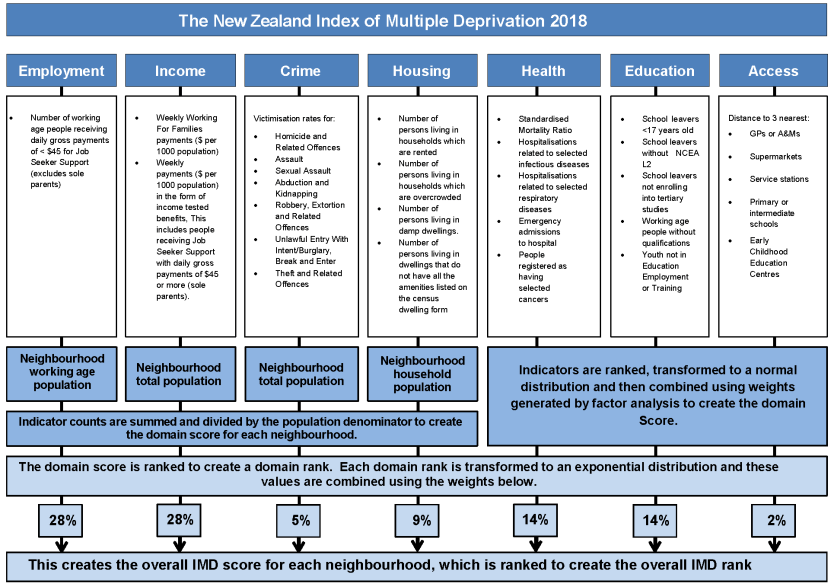 The New Zealand Index of Multiple Deprivation 2018
Employment
Income
Crime
Housing
Health
Education
Access
• Number of working
age people receiving
daily gross payments
of < $45 for Job
Seeker Support
(excludes sole
parents)
• Weekly Working
For Families
payments ($ per
1000 population)
• Weekly
payments ($ per
1000 population)
in the form of
income tested
benefits, This
includes people
receiving Job
Seeker Support
with daily gross
payments of $45
or more (sole
parents).
Victimisation rates for:
• Homicide and
Related Offences
• Assault
• Sexual Assault
• Abduction and
Kidnapping
• Robbery, Extortion
and Related
Offences
• Unlawful Entry With
Intent/Burglary,
Break and Enter
• Theft and Related
Offences
• Number of
persons living in
households which
are rented
• Number of
persons living in
households which
are overcrowded
• Number of
persons living in
damp dwellings.
• Number of
persons living in
dwellings that do
not have all the
amenities listed on
the census
dwelling form
• Standardised
Mortality Ratio
• Hospitalisations
related to selected
infectious diseases
• Hospitalisations
related to selected
respiratory
diseases
• Emergency
admissions
to hospital
• People
registered as
having
selected
cancers
• School leavers
<17 years old
• School leavers
without NCEA
L2
• School leavers
not enrolling
into tertiary
studies
• Working age
people without
qualifications
• Youth not in
Education
Employment
or Training
Distance to 3 nearest:
• GPs or A&Ms
• Supermarkets
• Service stations
• Primary or
intermediate
schools
• Early
Childhood
Education
Centres
Neighbourhood
working age
population
Neighbourhood
total population
Neighbourhood
total population
Neighbourhood
household
population
Indicators are ranked, transformed to a normal
distribution and then combined using weights
generated by factor analysis to create the domain
Score.
Indicator counts are summed and divided by the population denominator to create
the domain score for each neighbourhood.
The domain score is ranked to create a domain rank. Each domain rank is transformed to an exponential distribution and these
values are combined using the weights below.
28%
28%
5%
9%
14%
14%
2%
This creates the overall IMD score for each neighbourhood, which is ranked to create the overall IMD rank